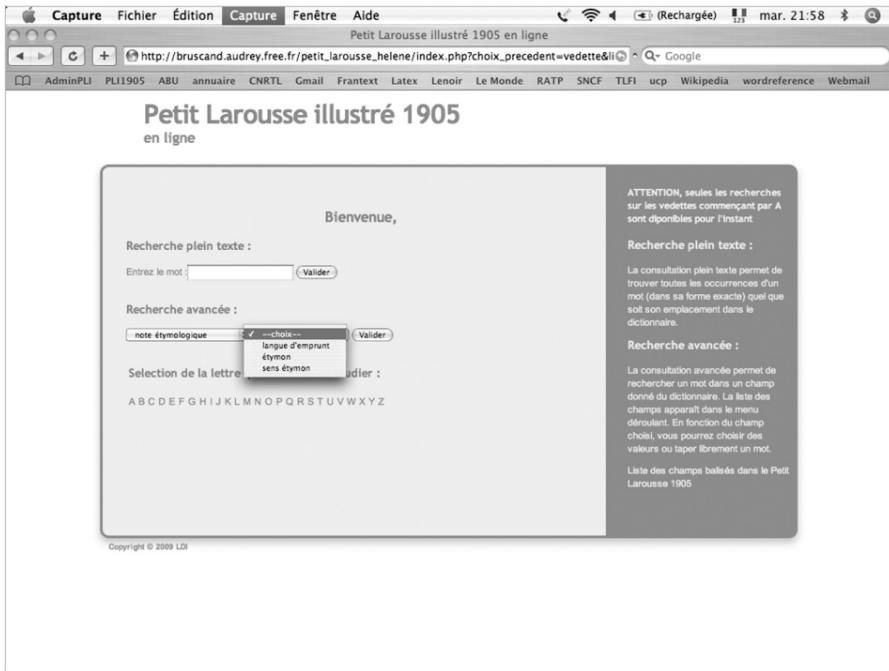 Capture Fichier Édition Capture Fenêtre Aide (Rechargée) 123 mar. 21:58
Petit Larousse illustré 1905 en ligne
http://bruscand.audrey.free.fr/petit_larousse_helene/index.php?choix_precedent=vedette&li Google
AdminPLI PLI1905 ABU annuaire CNRTL Gmail Frantext Latex Lenoir Le Monde RATP SNCF TLFI ucp Wikipedia wordreference Webmail
Petit Larousse illustré 1905
en ligne
Bienvenue,
Recherche plein texte :
Entrez le mot : Valider
Recherche avancée :
note étymologique --choix-- Valider
langue d'emprunt
étymon
sens étymon
Selection de la lettre udier :
A B C D E F G H I J K L M N O P Q R S T U V W X Y Z
ATTENTION, seules les recherches
sur les vedettes commençant par A
sont diponibles pour l'instant
Recherche plein texte :
La consultation plein texte permet de
trouver toutes les occurrences d'un
mot (dans sa forme exacte) quel que
soit son emplacement dans le
dictionnaire.
Recherche avancée :
La consultation avancée permet de
rechercher un mot dans un champ
donné du dictionnaire. La liste des
champs apparaît dans le menu
déroulant. En fonction du champ
choisi, vous pourrez choisir des
valeurs ou taper librement un mot.
Liste des champs balisés dans le Petit
Larousse 1905
Copyright © 2009 LDI